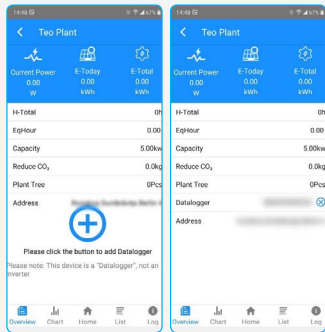 14:48
67%
Teo Plant
Current Power E-Today E-Total
0.00 0.00 0.00
W kWh kWh
H-Total 0h
EqHour 0.00
Capacity 5.00kw
Reduce CO₂ 0.0kg
Plant Tree 0Pcs
Address
Please click the button to add Datalogger
Please note: This device is a "Datalogger", not an
inverter
Overview Chart Home List Log
14:48
67%
Teo Plant
Current Power E-Today E-Total
0.00 0.00 0.00
W kWh kWh
H-Total 0h
EqHour 0.00
Capacity 5.00kw
Reduce CO₂ 0.0kg
Plant Tree 0Pcs
Datalogger
Address
Overview Chart Home List Log